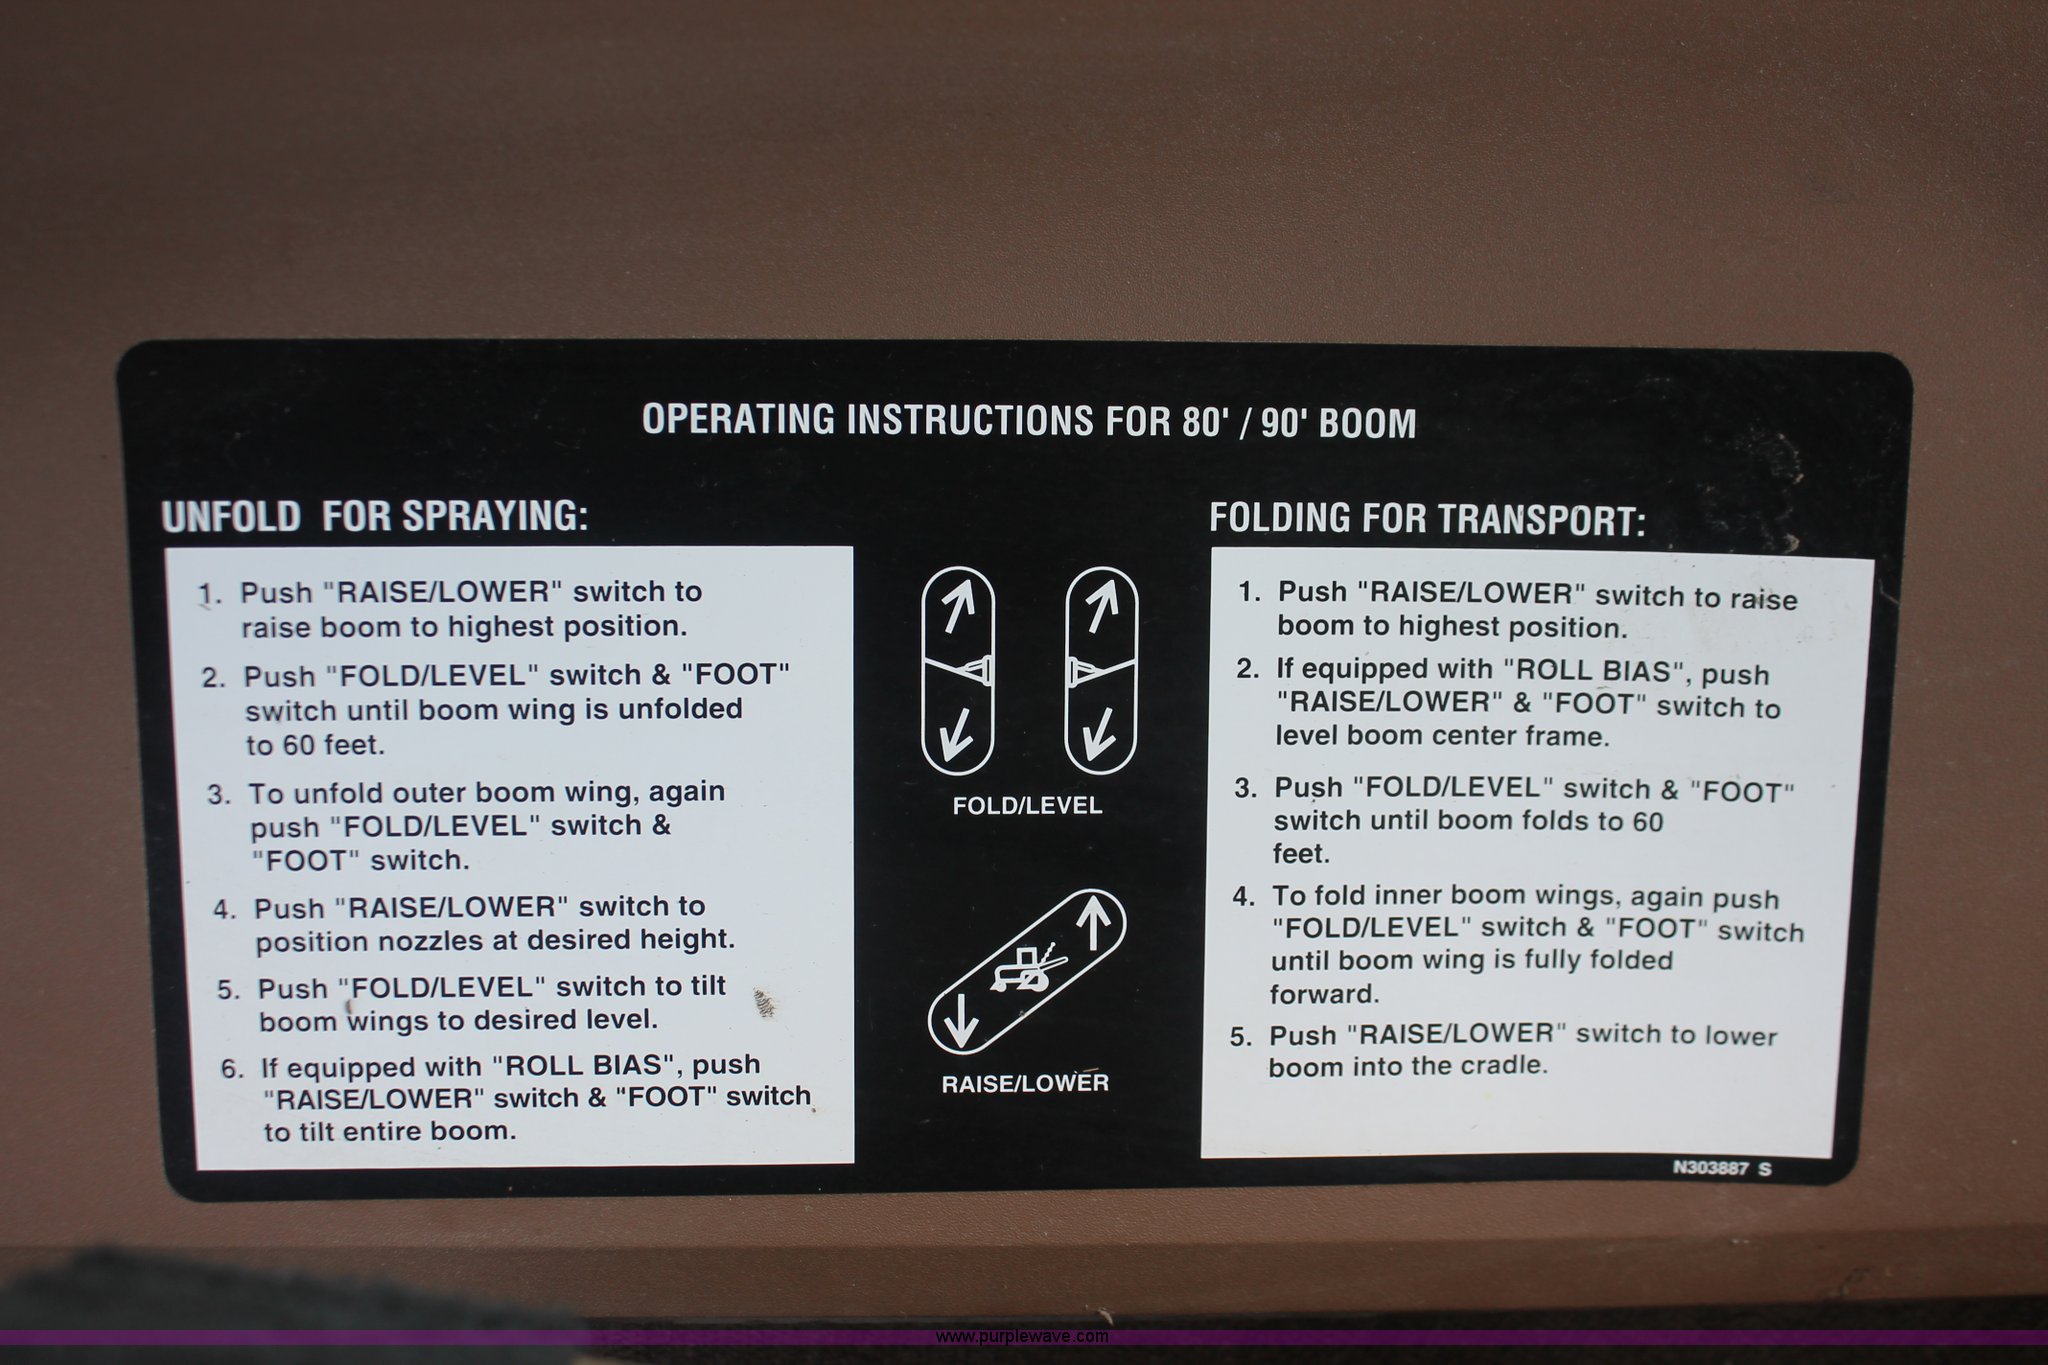 OPERATING INSTRUCTIONS FOR 80' / 90' BOOM
UNFOLD FOR SPRAYING:
1. Push "RAISE/LOWER" switch to
raise boom to highest position.
2. Push "FOLD/LEVEL" switch & "FOOT"
switch until boom wing is unfolded
to 60 feet.
3. To unfold outer boom wing, again
push "FOLD/LEVEL" switch &
"FOOT" switch.
4. Push "RAISE/LOWER" switch to
position nozzles at desired height.
5. Push "FOLD/LEVEL" switch to tilt
boom wings to desired level.
6. If equipped with "ROLL BIAS", push
"RAISE/LOWER" switch & "FOOT" switch
to tilt entire boom.
FOLD/LEVEL
RAISE/LOWER
FOLDING FOR TRANSPORT:
1. Push "RAISE/LOWER" switch to raise
boom to highest position.
2. If equipped with "ROLL BIAS", push
"RAISE/LOWER" & "FOOT" switch to
level boom center frame.
3. Push "FOLD/LEVEL" switch & "FOOT"
switch until boom folds to 60
feet.
4. To fold inner boom wings, again push
"FOLD/LEVEL" switch & "FOOT" switch
until boom wing is fully folded
forward.
5. Push "RAISE/LOWER" switch to lower
boom into the cradle.
N303887 S
www.purplewave.com